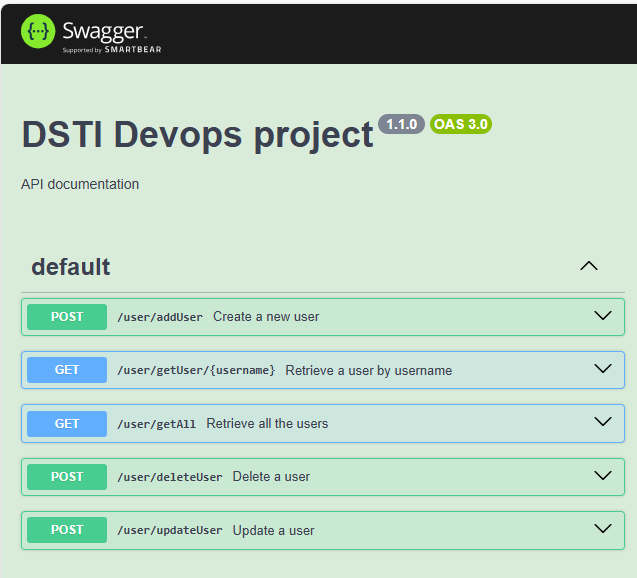 {...} Swagger™
Supported by SMARTBEAR
DSTI Devops project 1.1.0 OAS 3.0
API documentation
default
POST /user/addUser Create a new user
GET /user/getUser/{username} Retrieve a user by username
GET /user/getAll Retrieve all the users
POST /user/deleteUser Delete a user
POST /user/updateUser Update a user